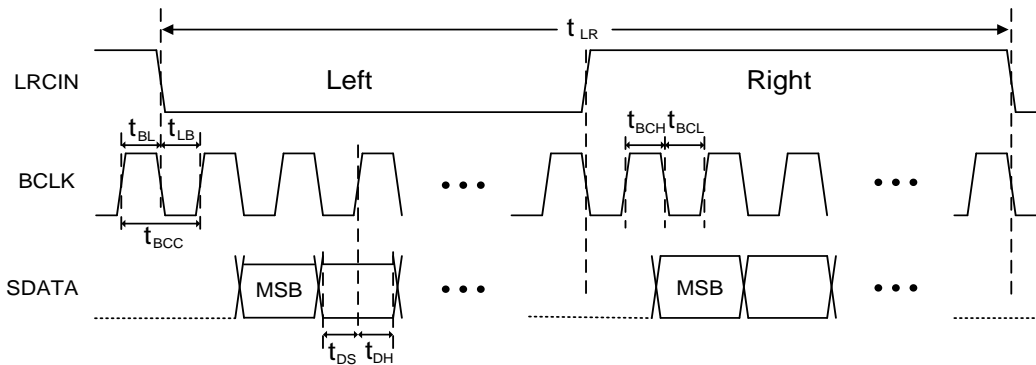 t LR
LRCIN
Left
Right
t BL
t LB
t BCH
t BCL
BCLK
t BCC
SDATA
MSB
MSB
t DS
t DH